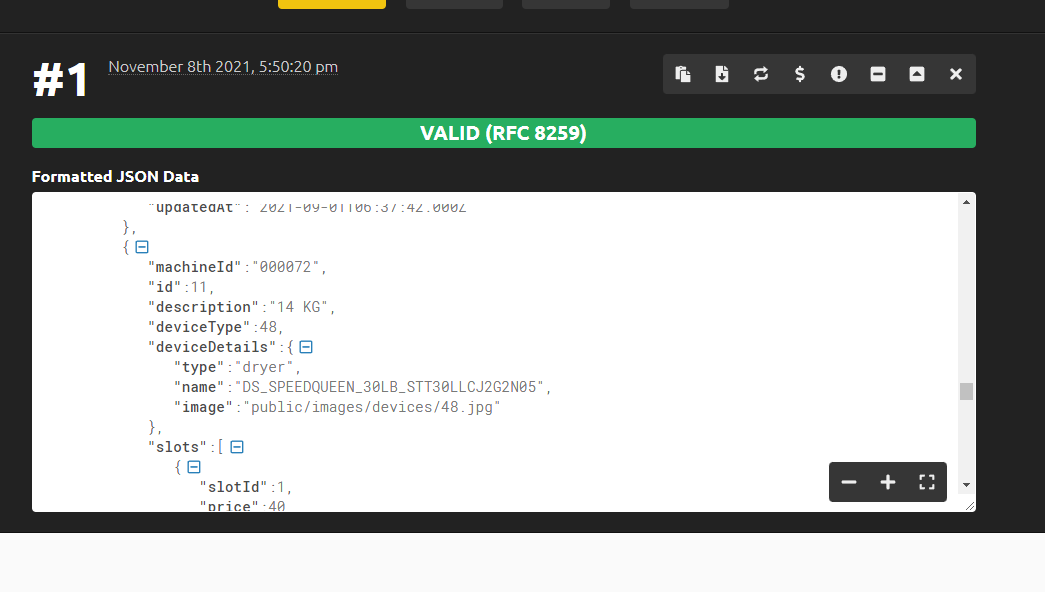 #1
November 8th 2021, 5:50:20 pm
VALID (RFC 8259)
Formatted JSON Data
"updatedAt": "2021-09-01T06:37:42.000Z"
},
{
"machineId":"000072",
"id":11,
"description":"14 KG",
"deviceType":48,
"deviceDetails":{
"type":"dryer",
"name":"DS_SPEEDQUEEN_30LB_STT30LLCJ2G2N05",
"image":"public/images/devices/48.jpg"
},
"slots":[
{
"slotId":1,
"price":40